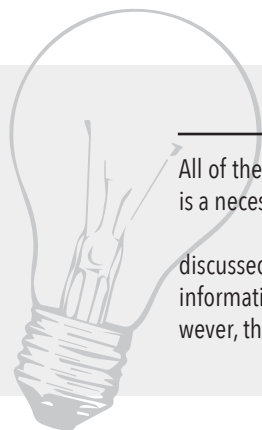 All of the
is a neces
discussed
informati
wever, th